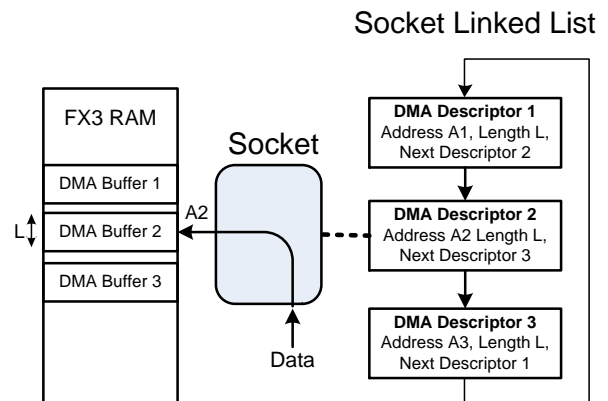 Socket Linked List
FX3 RAM
DMA Buffer 1
L
DMA Buffer 2
DMA Buffer 3
A2
Socket
Data
DMA Descriptor 1
Address A1, Length L,
Next Descriptor 2
DMA Descriptor 2
Address A2 Length L,
Next Descriptor 3
DMA Descriptor 3
Address A3, Length L,
Next Descriptor 1